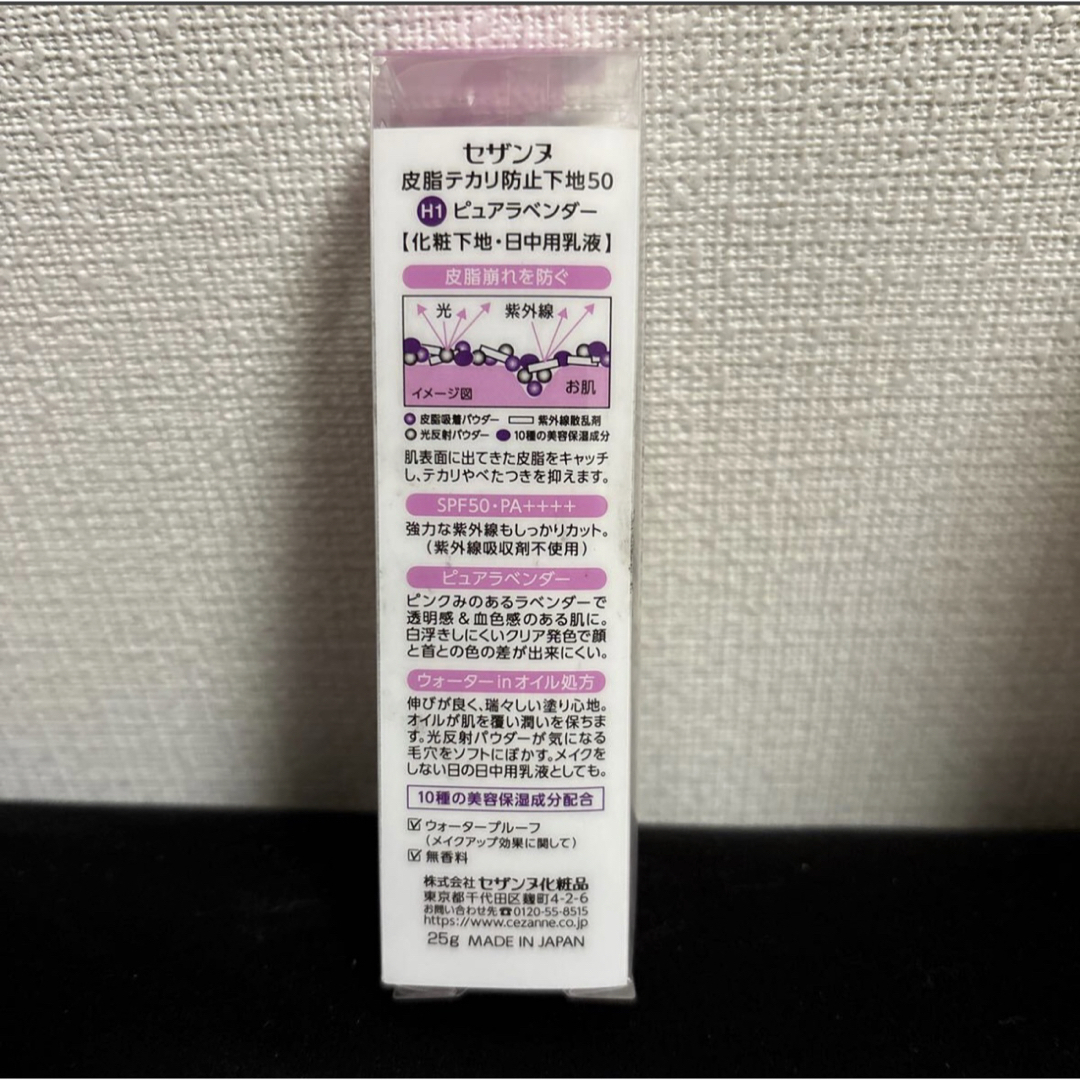 セザンヌ
皮脂テカリ防止下地50
H1 ピュアラベンダー
【化粧下地・日中用乳液】
皮脂崩れを防ぐ
光 紫外線
イメージ図 お肌
皮脂吸着パウダー 紫外線散乱剤
光反射パウダー 10種の美容保湿成分
肌表面に出てきた皮脂をキャッチ
し、テカリやべたつきを抑えます。
SPF50・PA++++
強力な紫外線もしっかりカット。
(紫外線吸収剤不使用)
ピュアラベンダー
ピンクみのあるラベンダーで
透明感&血色感のある肌に。
白浮きしにくいクリア発色で顔
と首との色の差が出来にくい。
ウォーターinオイル処方
伸びが良く、瑞々しい塗り心地。
オイルが肌を覆い潤いを保ちま
す。光反射パウダーが気になる
毛穴をソフトにぼかす。メイクを
しない日の日中用乳液としても。
10種の美容保湿成分配合
☑ウォータープルーフ
(メイクアップ効果に関して)
☑無香料
株式会社 セザンヌ化粧品
東京都千代田区麹町4-2-6
お問い合わせ先☎0120-55-8515
https://www.cezanne.co.jp
25g MADE IN JAPAN